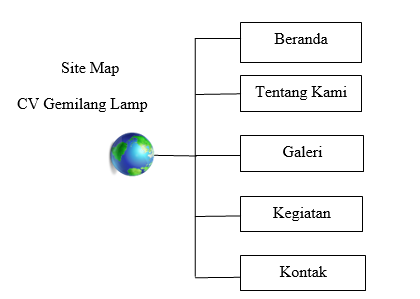 Site Map
CV Gemilang Lamp
Beranda
Tentang Kami
Galeri
Kegiatan
Kontak